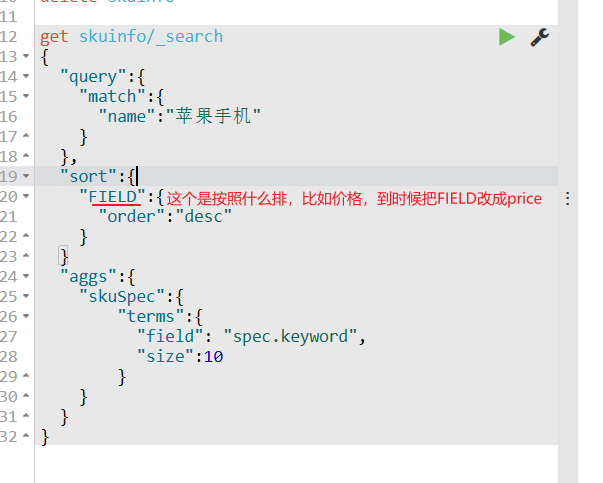 delete skuinfo
11
12 get skuinfo/_search
13 {
14 "query":{
15 "match":{
16 "name":"苹果手机"
17 }
18 },
19 "sort":{
20 "FIELD":{这个是按照什么排，比如价格，到时候把FIELD改成price
21 "order":"desc"
22 }
23 }
24 "aggs":{
25 "skuSpec":{
26 "terms":{
27 "field": "spec.keyword",
28 "size":10
29 }
30 }
31 }
32 }